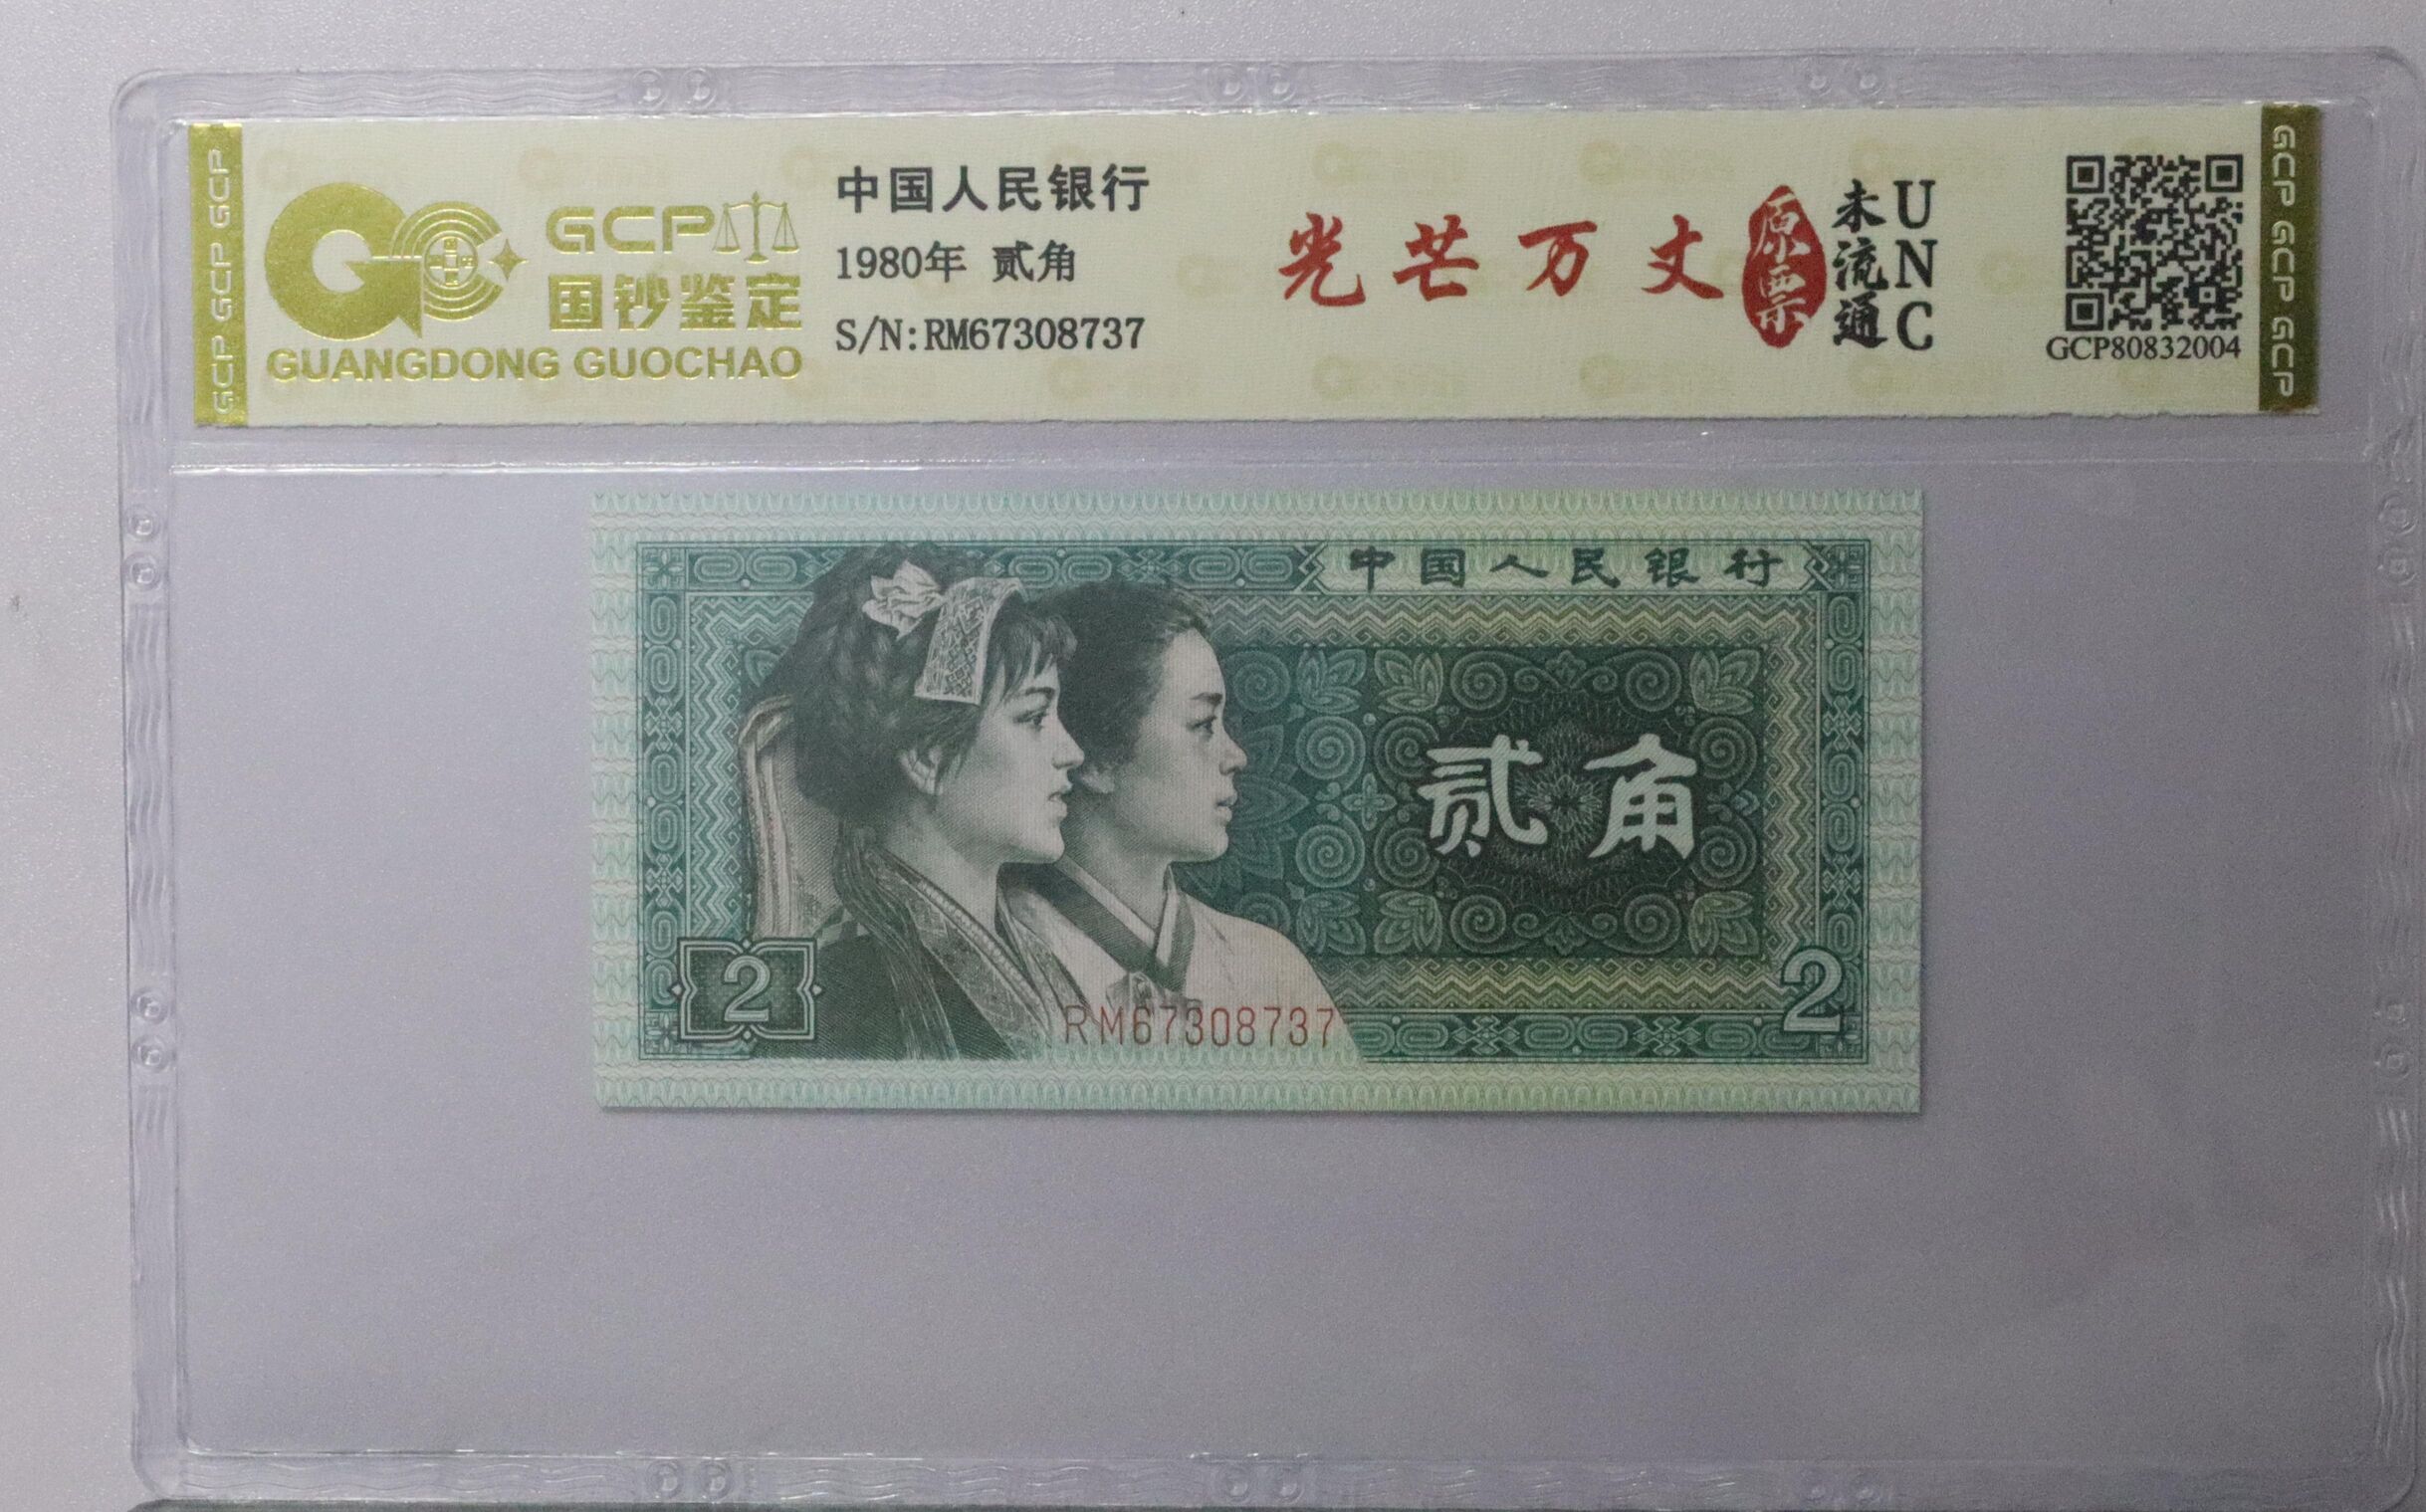 GCP GCP GCP
GCP
国钞鉴定
GUANGDONG GUOCHAO
中国人民银行
1980年 贰角
S/N:RM67308737
光芒万丈
原票
未流通
UNC
GCP80832004
GCP GCP GCP
中国人民银行
贰角
2
RM67308737
2